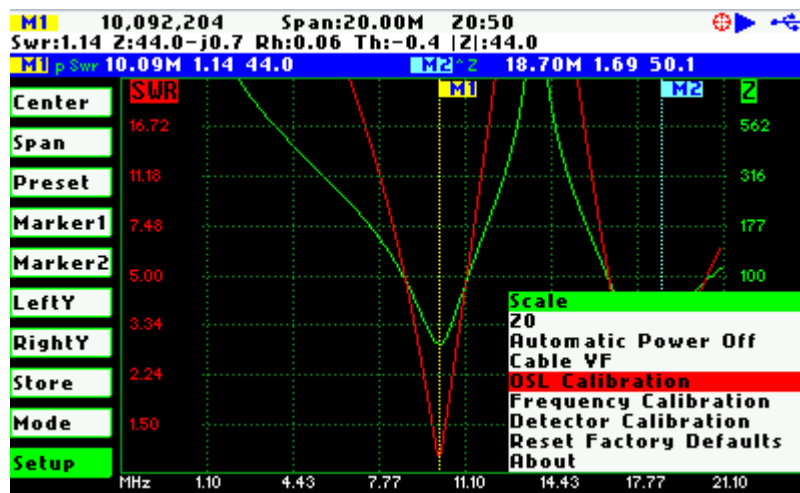 M1 10,092,204 Span:20.00M Z0:50
Swr:1.14 Z:44.0-j0.7 Rh:0.06 Th:-0.4 |Z|:44.0
M1 p Swr 10.09M 1.14 44.0 M2 ^ Z 18.70M 1.69 50.1
SWR M1 M2 Z
Center
16.72 562
Span
Preset 11.18 316
Marker1 7.48 177
Marker2
5.00 100
LeftY
Scale
Z0
3.34
RightY
Automatic Power Off
Cable VF
Store 2.24
OSL Calibration
Frequency Calibration
Mode 1.50
Detector Calibration
Reset Factory Defaults
Setup
About
MHz 1.10 4.43 7.77 11.10 14.43 17.77 21.10